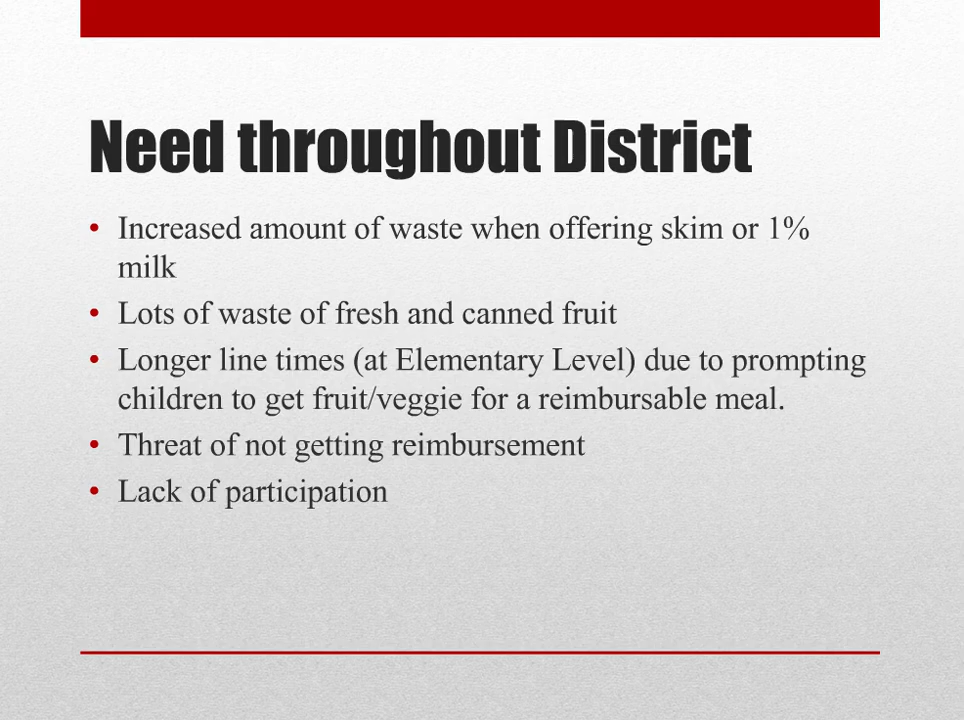 Need throughout District
• Increased amount of waste when offering skim or 1%
milk
• Lots of waste of fresh and canned fruit
• Longer line times (at Elementary Level) due to prompting
children to get fruit/veggie for a reimbursable meal.
• Threat of not getting reimbursement
• Lack of participation